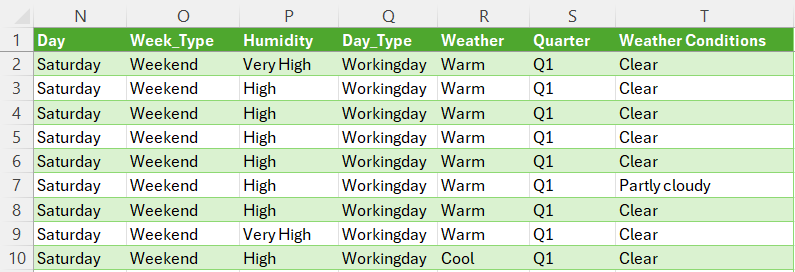 N O P Q R S T
1 Day Week_Type Humidity Day_Type Weather Quarter Weather Conditions
2 Saturday Weekend Very High Workingday Warm Q1 Clear
3 Saturday Weekend High Workingday Warm Q1 Clear
4 Saturday Weekend High Workingday Warm Q1 Clear
5 Saturday Weekend High Workingday Warm Q1 Clear
6 Saturday Weekend High Workingday Warm Q1 Clear
7 Saturday Weekend High Workingday Warm Q1 Partly cloudy
8 Saturday Weekend High Workingday Warm Q1 Clear
9 Saturday Weekend Very High Workingday Warm Q1 Clear
10 Saturday Weekend High Workingday Cool Q1 Clear